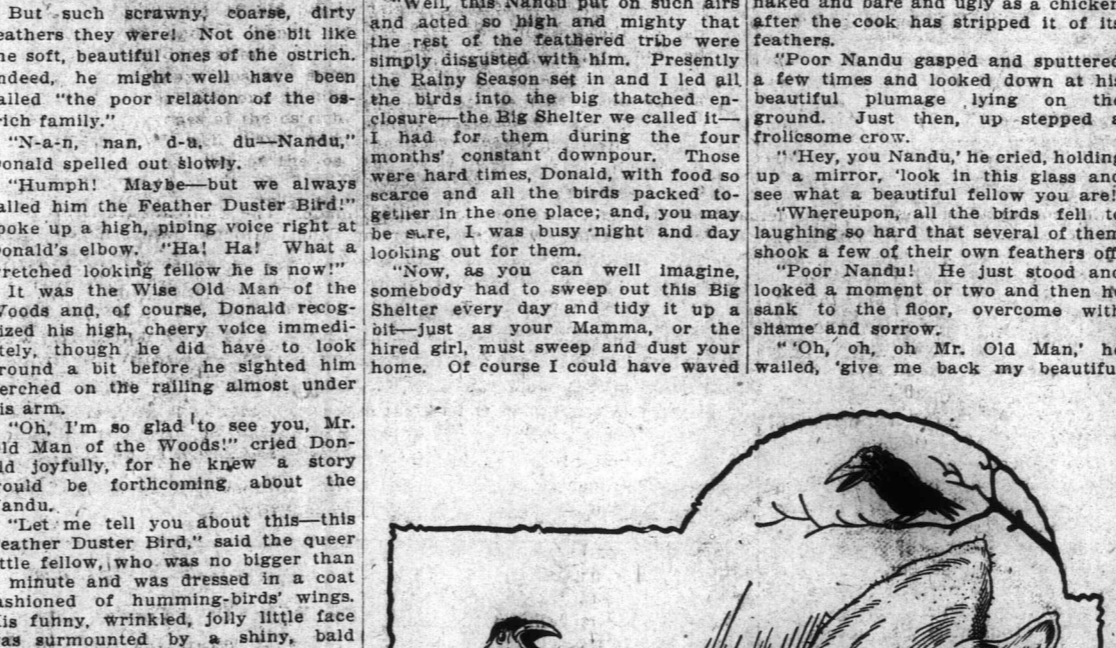 But such scrawny, coarse, dirty
eathers they were! Not one bit like
he soft, beautiful ones of the ostrich.
ndeed, he might well have been
alled "the poor relation of the os-
rich family."
"N-a-n, nan, d-u, du—Nandu,"
onald spelled out slowly.
"Humph! Maybe—but we always
alled him the Feather Duster Bird!"
poke up a high, piping voice right at
onald's elbow. "Ha! Ha! What a
retched looking fellow he is now!"
It was the Wise Old Man of the
oods and, of course, Donald recog-
ized his high, cheery voice immedi-
tely, though he did have to look
round a bit before he sighted him
erched on the railing almost under
is arm.
"Oh, I'm so glad to see you, Mr.
ld Man of the Woods!" cried Don-
ld joyfully, for he knew a story
ould be forthcoming about the
andu.
"Let me tell you about this—this
eather Duster Bird," said the queer
ttle fellow, who was no bigger than
minute and was dressed in a coat
ashioned of humming-birds' wings.
is funny, wrinkled, jolly little face
as surmounted by a shiny, bald
"Well, this Nandu put on such airs
and acted so high and mighty that
the rest of the feathered tribe were
simply disgusted with him. Presently
the Rainy Season set in and I led all
the birds into the big thatched en-
closure—the Big Shelter we called it—
I had for them during the four
months' constant downpour. Those
were hard times, Donald, with food so
scarce and all the birds packed to-
gether in the one place; and, you may
be sure, I was busy night and day
looking out for them.
"Now, as you can well imagine,
somebody had to sweep out this Big
Shelter every day and tidy it up a
bit—just as your Mamma, or the
hired girl, must sweep and dust your
home. Of course I could have waved
naked and bare and ugly as a chicken
after the cook has stripped it of it
feathers.
"Poor Nandu gasped and sputtered
a few times and looked down at his
beautiful plumage lying on th
ground. Just then, up stepped a
frolicsome crow.
"'Hey, you Nandu,' he cried, holding
up a mirror, 'look in this glass and
see what a beautiful fellow you are!
"Whereupon, all the birds fell t
laughing so hard that several of them
shook a few of their own feathers off
"Poor Nandu! He just stood and
looked a moment or two and then h
sank to the floor, overcome with
shame and sorrow.
"'Oh, oh, oh Mr. Old Man,' he
wailed, 'give me back my beautifu